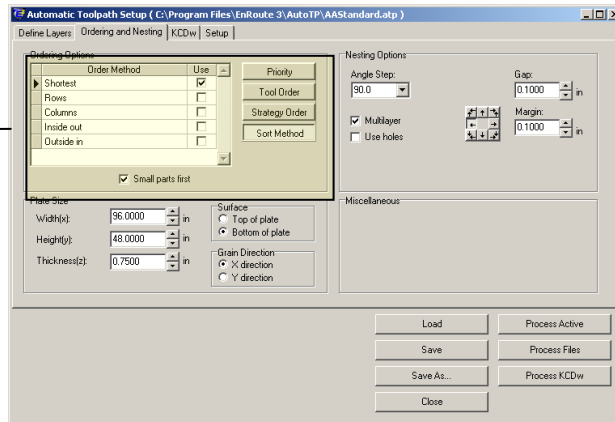 Automatic Toolpath Setup ( C:\Program Files\EnRoute 3\AutoTP\AAStandard.atp )
Define Layers Ordering and Nesting KCDw Setup
Ordering Options
Order Method Use
Shortest
Rows
Columns
Inside out
Outside in
Small parts first
Priority
Tool Order
Strategy Order
Sort Method
Nesting Options
Angle Step:
90.0
Multilayer
Use holes
Gap:
0.1000 in
Margin:
0.1000 in
Plate Size
Width(x): 96.0000 in
Height(y): 48.0000 in
Thickness(z): 0.7500 in
Surface
Top of plate
Bottom of plate
Grain Direction
X direction
Y direction
Miscellaneous
Load Process Active
Save Process Files
Save As... Process KCDw
Close